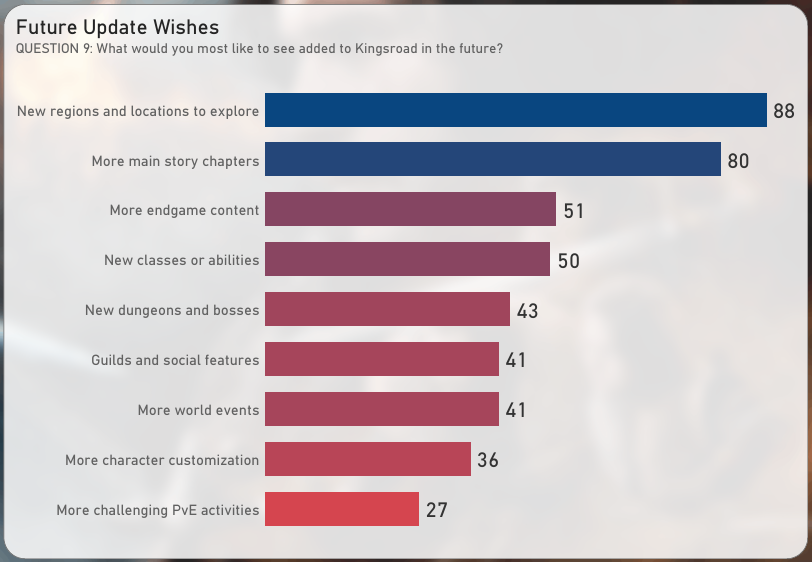 Future Update Wishes
QUESTION 9: What would you most like to see added to Kingsroad in the future?
New regions and locations to explore 88
More main story chapters 80
More endgame content 51
New classes or abilities 50
New dungeons and bosses 43
Guilds and social features 41
More world events 41
More character customization 36
More challenging PvE activities 27